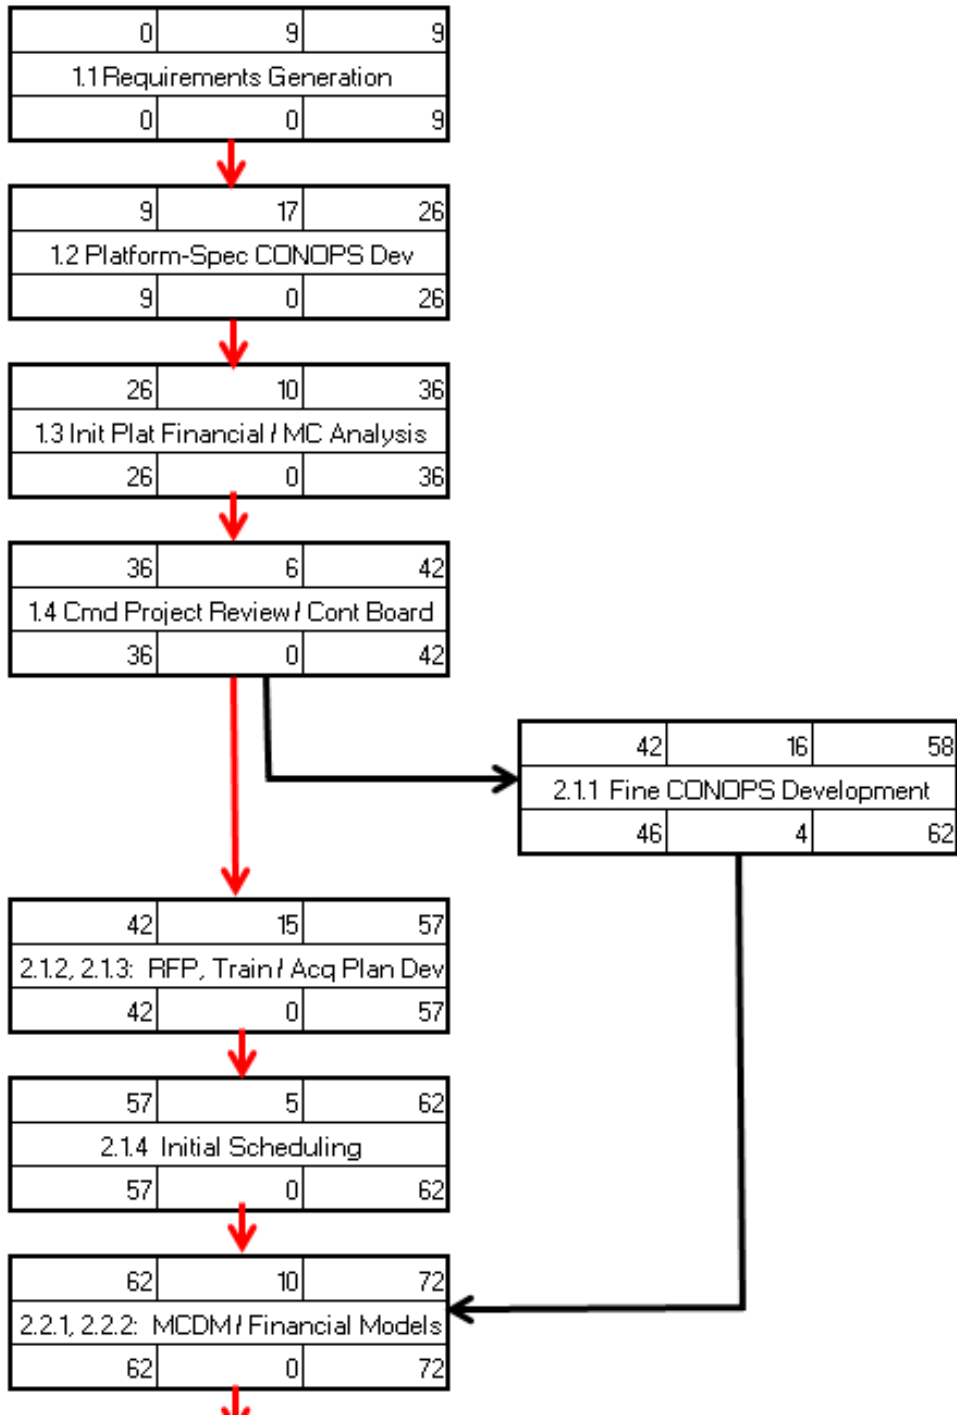 0 9 9
1.1 Requirements Generation
0 0 9
9 17 26
1.2 Platform-Spec CONOPS Dev
9 0 26
26 10 36
1.3 Init Plat Financial / MC Analysis
26 0 36
36 6 42
1.4 Cmd Project Review / Cont Board
36 0 42
42 16 58
2.1.1 Fine CONOPS Development
46 4 62
42 15 57
2.1.2, 2.1.3: RFP, Train / Acq Plan Dev
42 0 57
57 5 62
2.1.4 Initial Scheduling
57 0 62
62 10 72
2.2.1, 2.2.2: MCDM / Financial Models
62 0 72